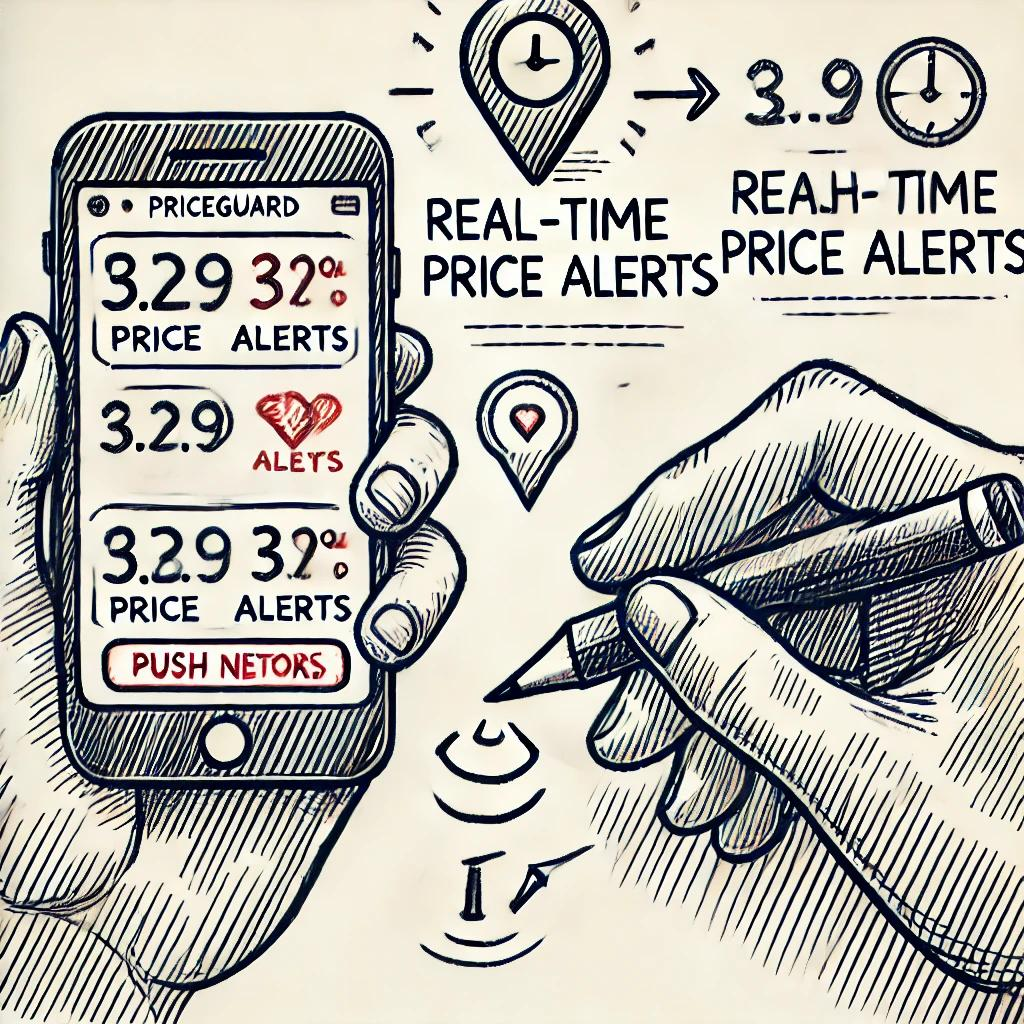 PRICEGUARD
3.29 32%
PRICE ALERTS
3.2.9
ALETS
3.2.9 32%
PRICE ALERTS
PUSH NETORS
REAL-TIME
PRICE ALERTS
3..9
REA.H- TIME
PRICE ALERTS